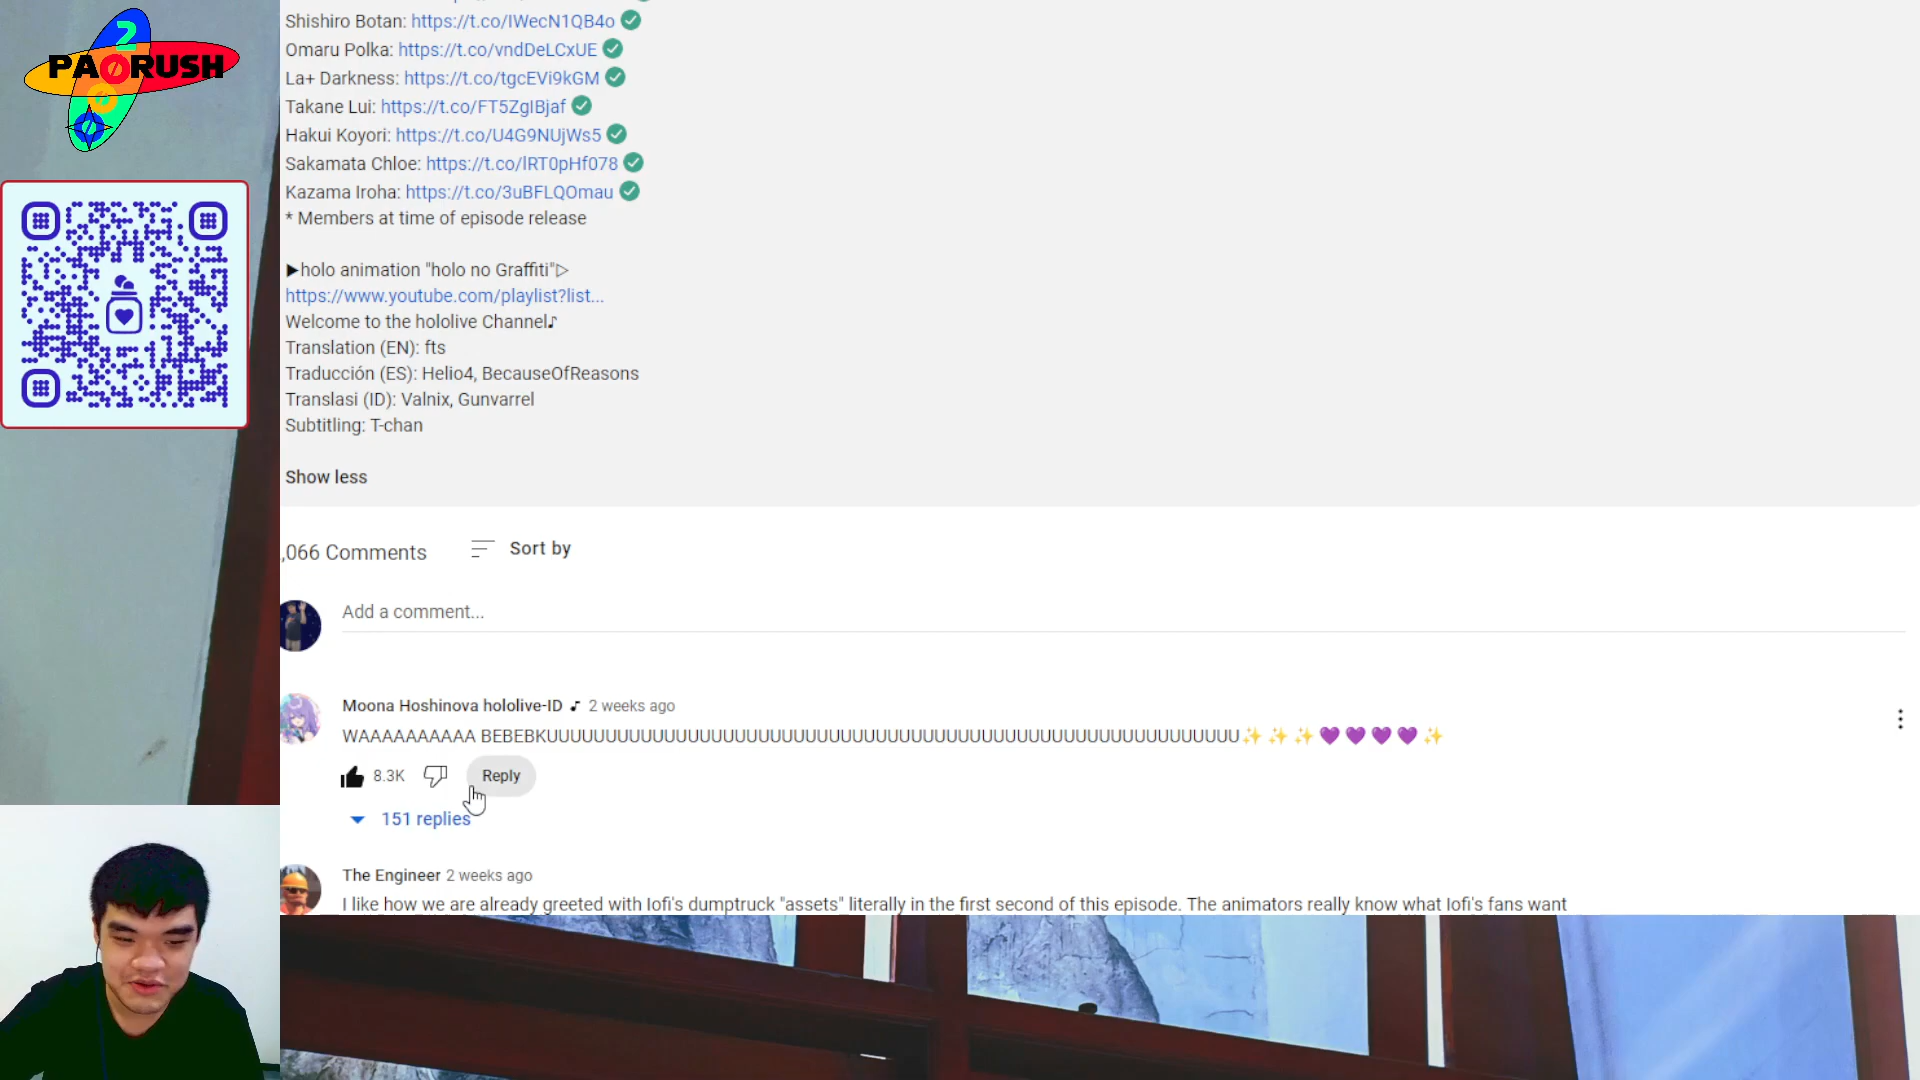 2
PAORUSH
Shishiro Botan: https://t.co/IWecN1QB4o
Omaru Polka: https://t.co/vndDeLCxUE
La+ Darkness: https://t.co/tgcEVi9kGM
Takane Lui: https://t.co/FT5ZgIBjaf
Hakui Koyori: https://t.co/U4G9NUjWs5
Sakamata Chloe: https://t.co/lRT0pHf078
Kazama Iroha: https://t.co/3uBFLQOmau
* Members at time of episode release
▶holo animation "holo no Graffiti"▷
https://www.youtube.com/playlist?list...
Welcome to the hololive Channel♪
Translation (EN): fts
Traducción (ES): Helio4, BecauseOfReasons
Translasi (ID): Valnix, Gunvarrel
Subtitling: T-chan
Show less
,066 Comments
Sort by
Add a comment...
Moona Hoshinova hololive-ID ♪ 2 weeks ago
WAAAAAAAAAA BEBEBKUUUUUUUUUUUUUUUUUUUUUUUUUUUUUUUUUUUUUUUUUUUUUUUUUUUUUUUUUUU✨✨✨💜💜💜💜✨
8.3K
Reply
151 replies
The Engineer 2 weeks ago
I like how we are already greeted with Iofi's dumptruck "assets" literally in the first second of this episode. The animators really know what Iofi's fans want